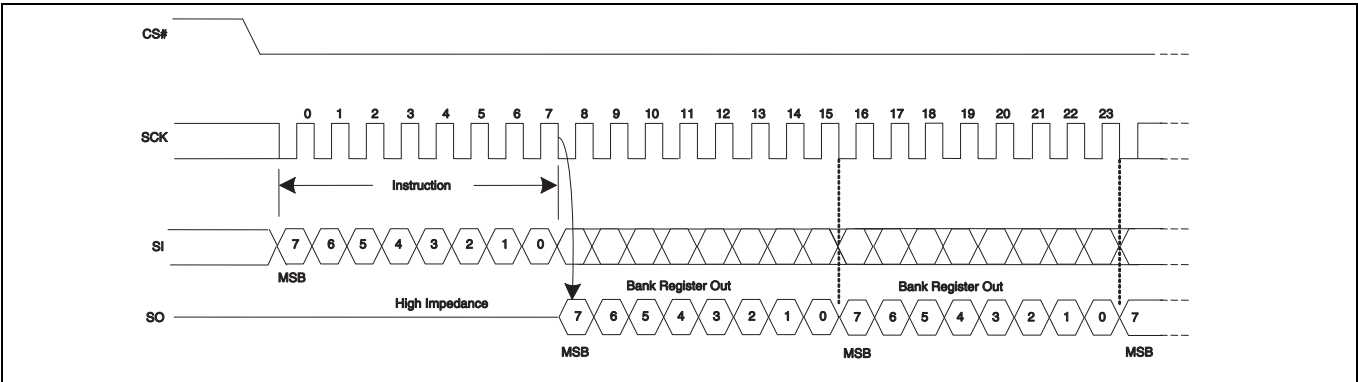 CS#
0 1 2 3 4 5 6 7 8 9 10 11 12 13 14 15 16 17 18 19 20 21 22 23
SCK
Instruction
SI 7 6 5 4 3 2 1 0
MSB
Bank Register Out Bank Register Out
High Impedance
SO 7 6 5 4 3 2 1 0 7 6 5 4 3 2 1 0 7
MSB MSB MSB